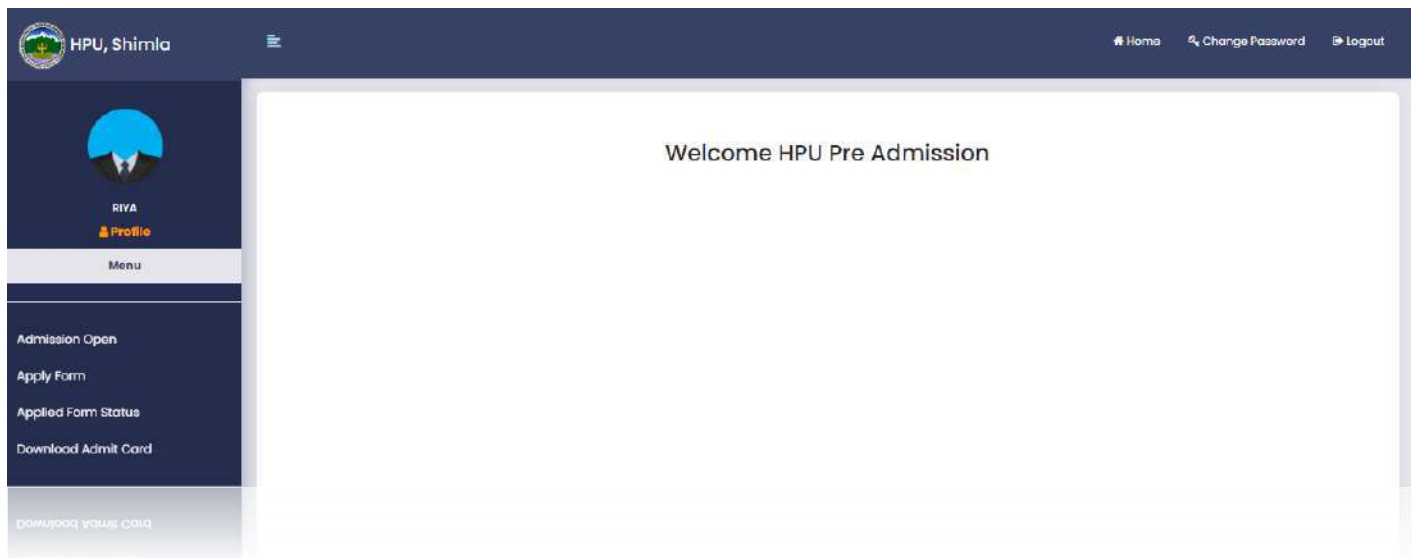 HPU, Shimla
Home Change Password Logout
Welcome HPU Pre Admission
RIYA
Profile
Menu
Admission Open
Apply Form
Applied Form Status
Download Admit Card